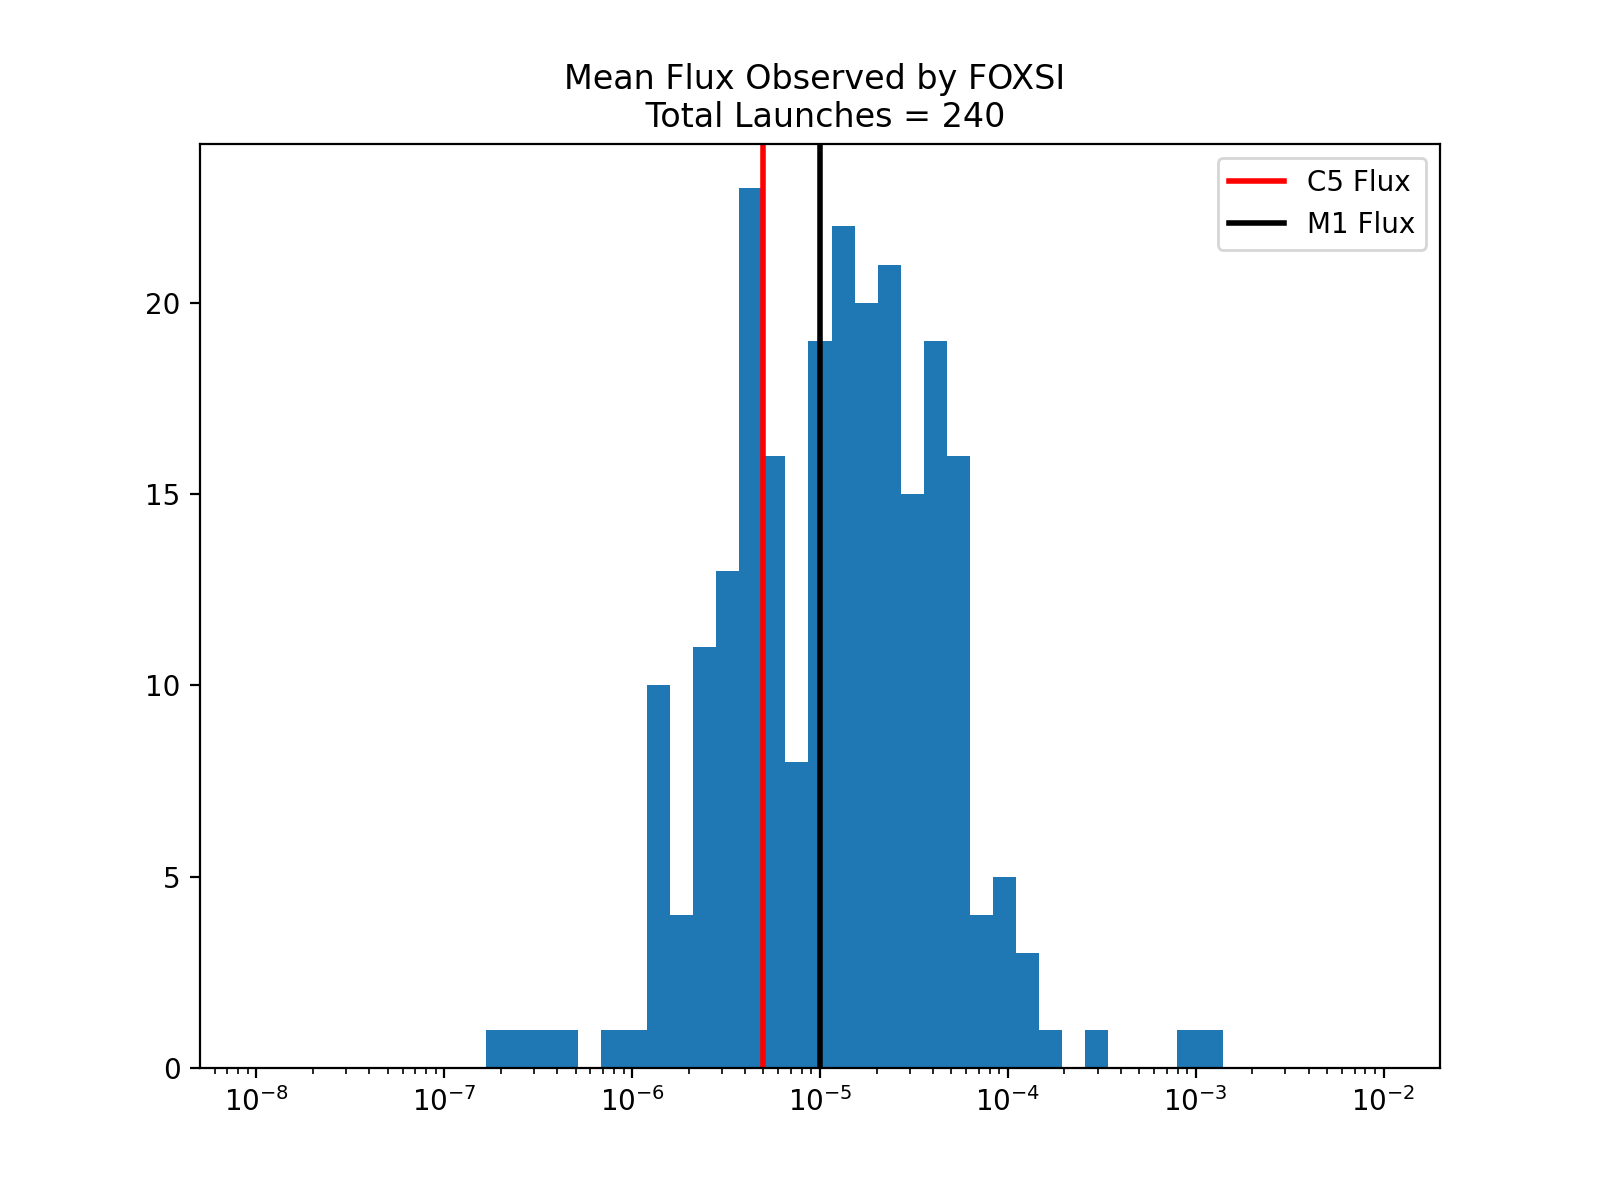 Mean Flux Observed by FOXSI
Total Launches = 240
C5 Flux
M1 Flux
20
15
10
5
0
10⁻⁸ 10⁻⁷ 10⁻⁶ 10⁻⁵ 10⁻⁴ 10⁻³ 10⁻²